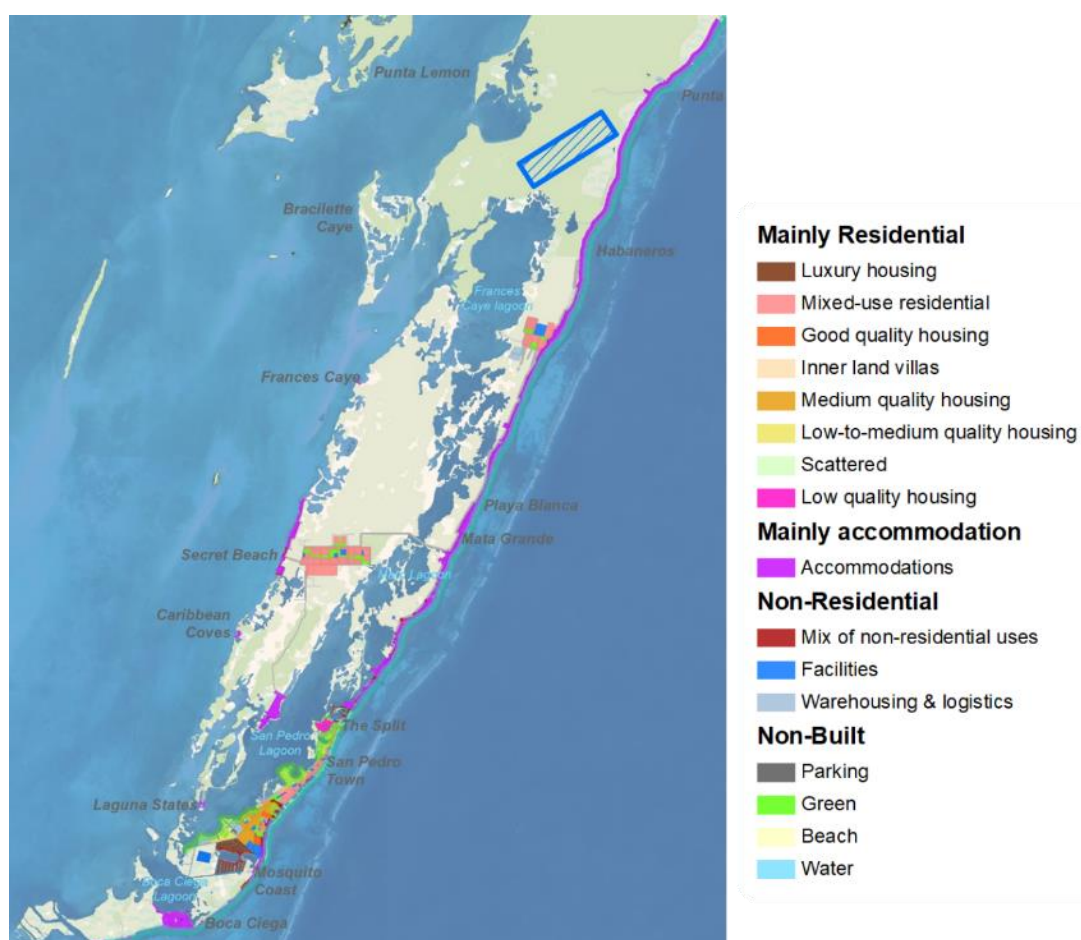 Punta Lemon
Punta
Bracilette
Caye
Habaneros
Frances
Caye lagoon
Frances Caye
Playa Blanca
Mata Grande
Secret Beach
Lagoon
Caribbean
Coves
The Split
San Pedro
Lagoon
San Pedro
Town
Laguna States
Mosquito
Coast
Boca Ciega
Lagoon
Boca Ciega
Mainly Residential
Luxury housing
Mixed-use residential
Good quality housing
Inner land villas
Medium quality housing
Low-to-medium quality housing
Scattered
Low quality housing
Mainly accommodation
Accommodations
Non-Residential
Mix of non-residential uses
Facilities
Warehousing & logistics
Non-Built
Parking
Green
Beach
Water